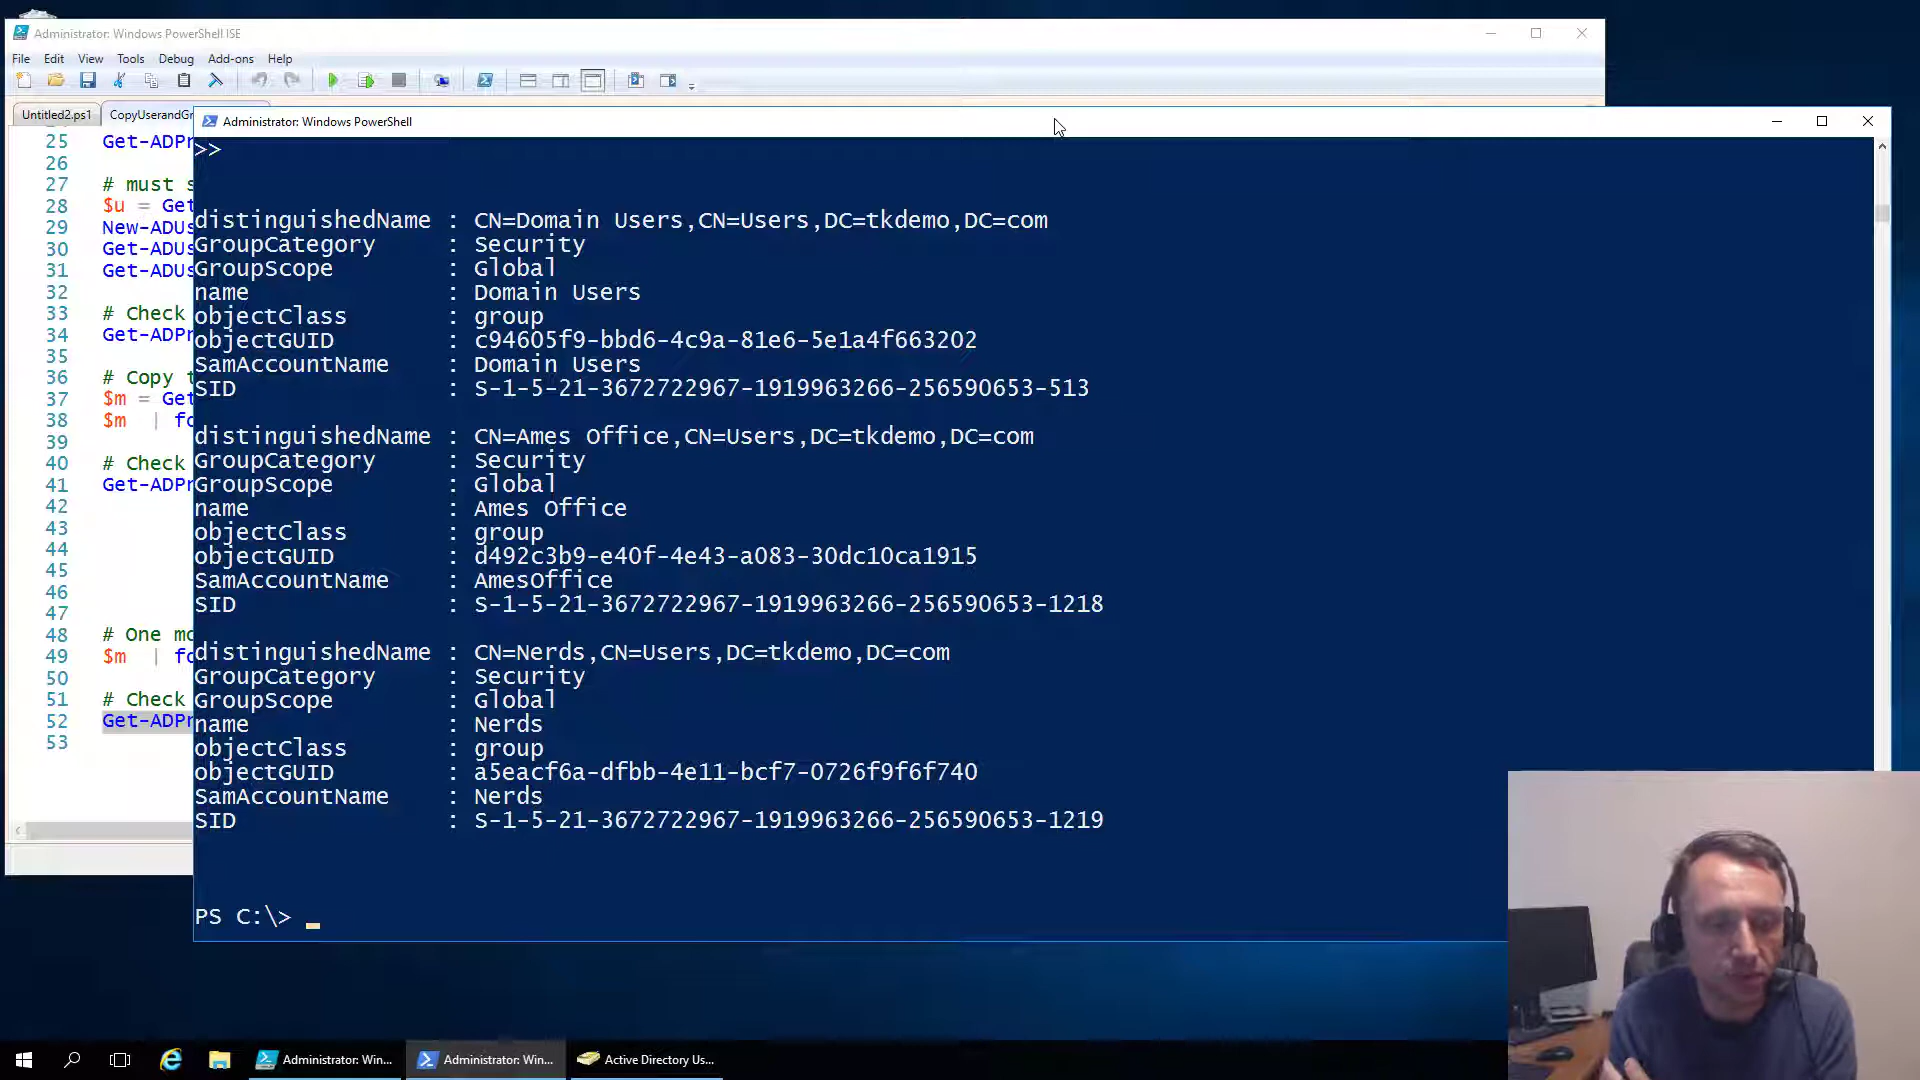 Administrator: Windows PowerShell ISE
File Edit View Tools Debug Add-ons Help
Untitled2.ps1 CopyUserandGr
Administrator: Windows PowerShell
25 Get-ADPr
26
27 # must s
28 $u = Get
29 New-ADUs
30 Get-ADUs
31 Get-ADUs
32
33 # Check
34 Get-ADPr
35
36 # Copy t
37 $m = Get
38 $m | fo
39
40 # Check
41 Get-ADPr
42
43
44
45
46
47
48 # One mo
49 $m | fo
50
51 # Check
52 Get-ADPr
53
>>
distinguishedName : CN=Domain Users,CN=Users,DC=tkdemo,DC=com
GroupCategory : Security
GroupScope : Global
name : Domain Users
objectClass : group
objectGUID : c94605f9-bbd6-4c9a-81e6-5e1a4f663202
SamAccountName : Domain Users
SID : S-1-5-21-3672722967-1919963266-256590653-513
distinguishedName : CN=Ames Office,CN=Users,DC=tkdemo,DC=com
GroupCategory : Security
GroupScope : Global
name : Ames Office
objectClass : group
objectGUID : d492c3b9-e40f-4e43-a083-30dc10ca1915
SamAccountName : AmesOffice
SID : S-1-5-21-3672722967-1919963266-256590653-1218
distinguishedName : CN=Nerds,CN=Users,DC=tkdemo,DC=com
GroupCategory : Security
GroupScope : Global
name : Nerds
objectClass : group
objectGUID : a5eacf6a-dfbb-4e11-bcf7-0726f9f6f740
SamAccountName : Nerds
SID : S-1-5-21-3672722967-1919963266-256590653-1219
PS C:\> _
Administrator: Win... Administrator: Win... Active Directory Us...